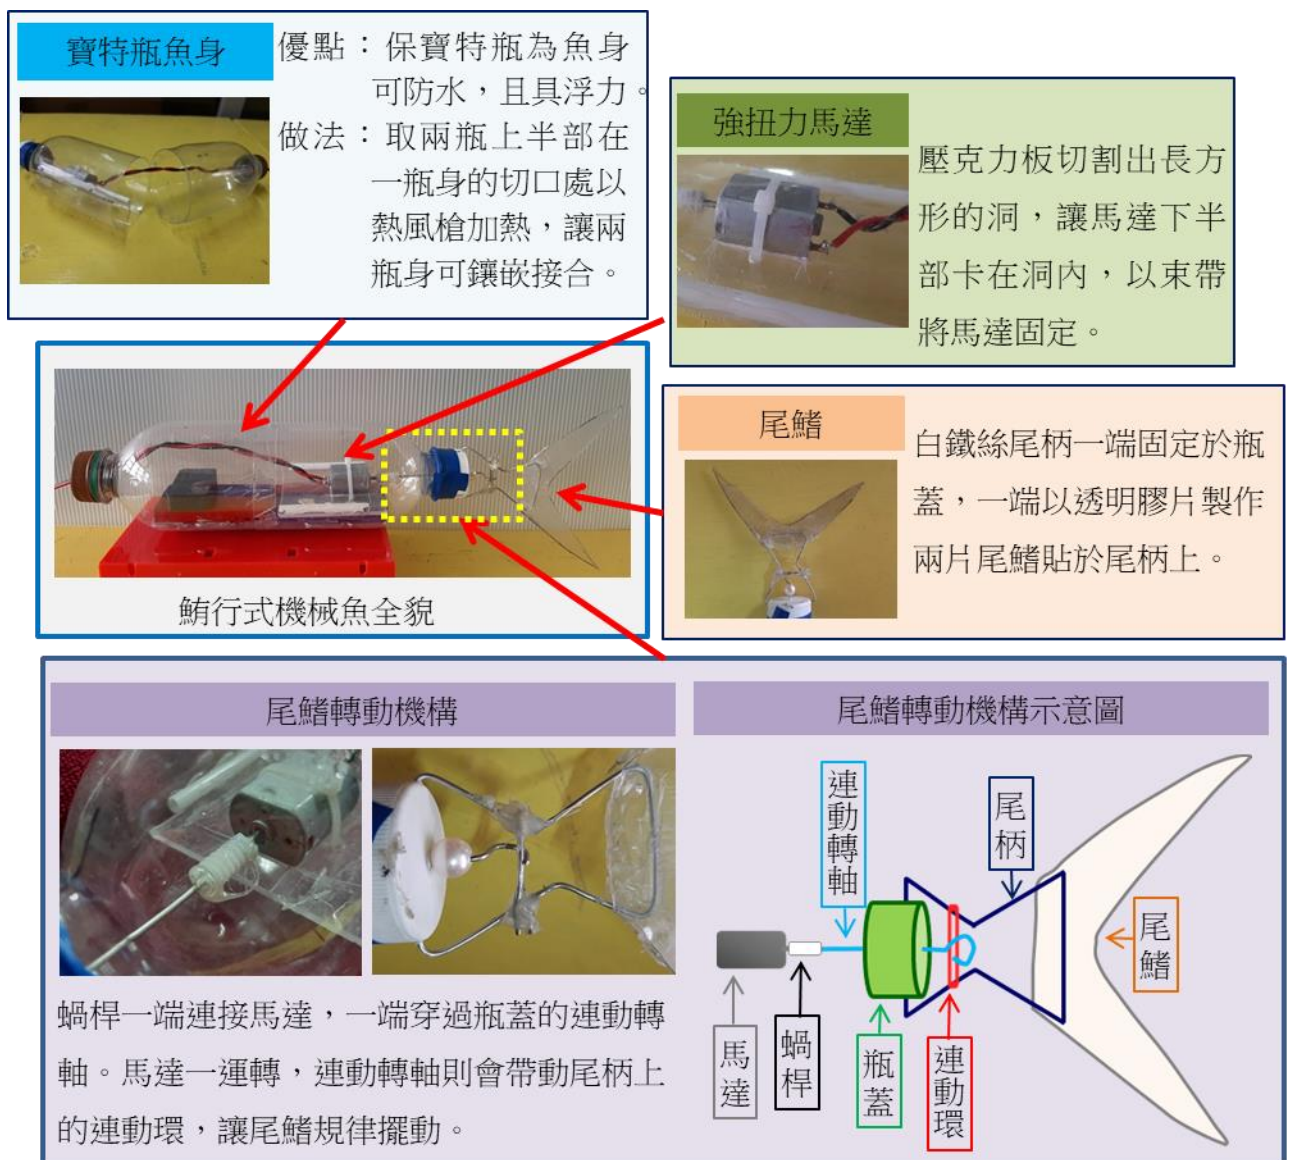 寶特瓶魚身
優點：保寶特瓶為魚身
可防水，且具浮力。
做法：取兩瓶上半部在
一瓶身的切口處以
熱風槍加熱，讓兩
瓶身可鑲嵌接合。
強扭力馬達
壓克力板切割出長方
形的洞，讓馬達下半
部卡在洞內，以束帶
將馬達固定。
鮪行式機械魚全貌
尾鰭
白鐵絲尾柄一端固定於瓶
蓋，一端以透明膠片製作
兩片尾鰭貼於尾柄上。
尾鰭轉動機構
蝸桿一端連接馬達，一端穿過瓶蓋的連動轉
軸。馬達一運轉，連動轉軸則會帶動尾柄上
的連動環，讓尾鰭規律擺動。
尾鰭轉動機構示意圖
連動轉軸
尾柄
尾鰭
馬達
蝸桿
瓶蓋
連動環